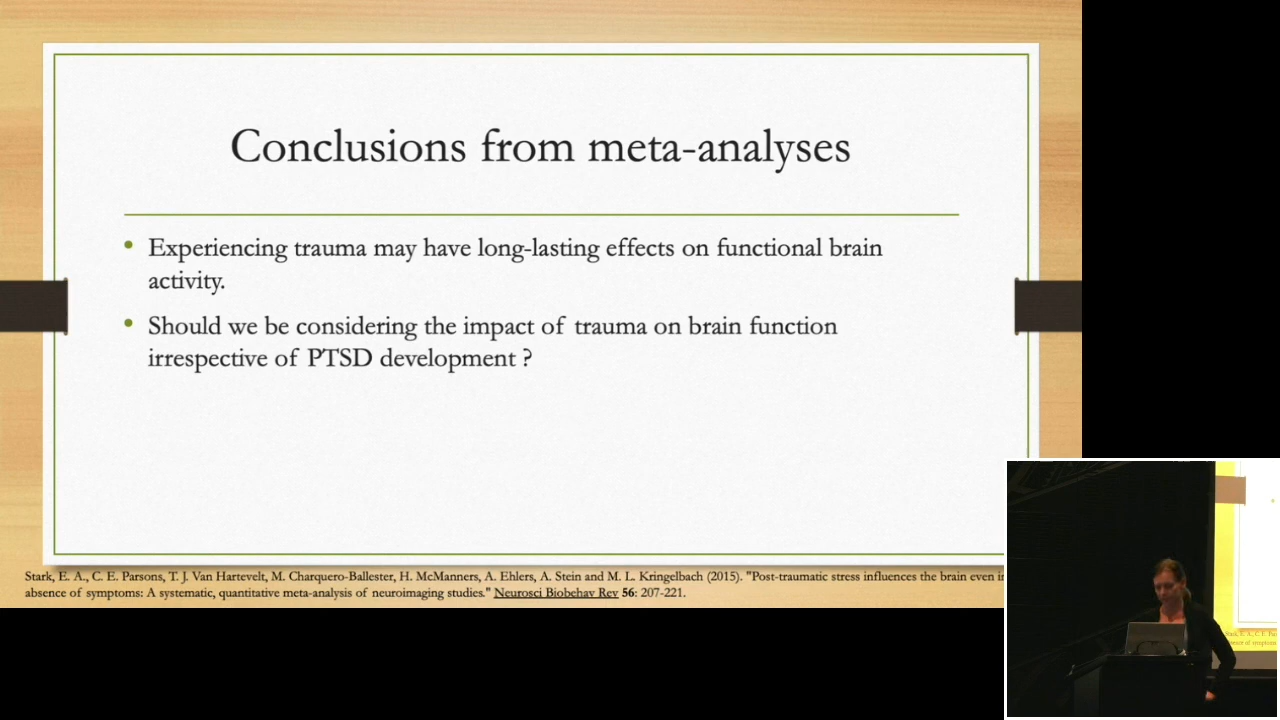 Conclusions from meta-analyses
• Experiencing trauma may have long-lasting effects on functional brain
activity.
• Should we be considering the impact of trauma on brain function
irrespective of PTSD development ?
Stark, E. A., C. E. Parsons, T. J. Van Hartevelt, M. Charquero-Ballester, H. McManners, A. Ehlers, A. Stein and M. L. Kringelbach (2015). "Post-traumatic stress influences the brain even
absence of symptoms: A systematic, quantitative meta-analysis of neuroimaging studies." Neurosci Biobehav Rev 56: 207-221.